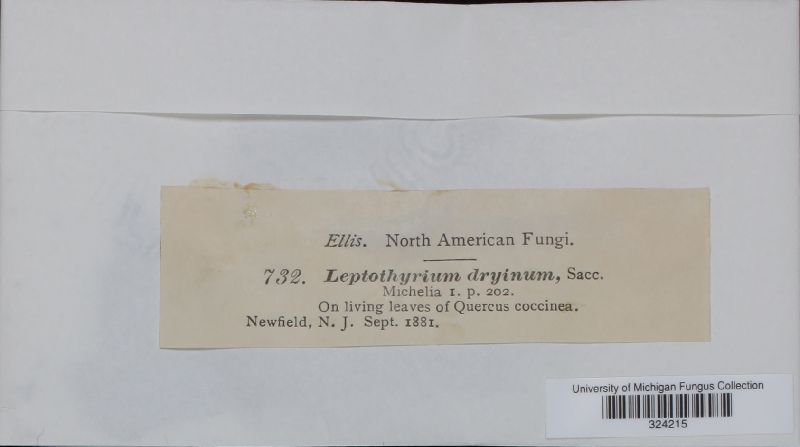 Ellis. North American Fungi.
732. Leptothyrium dryinum, Sacc.
Michelia 1. p. 202.
On living leaves of Quercus coccinea.
Newfield, N. J. Sept. 1881.
University of Michigan Fungus Collection
324215